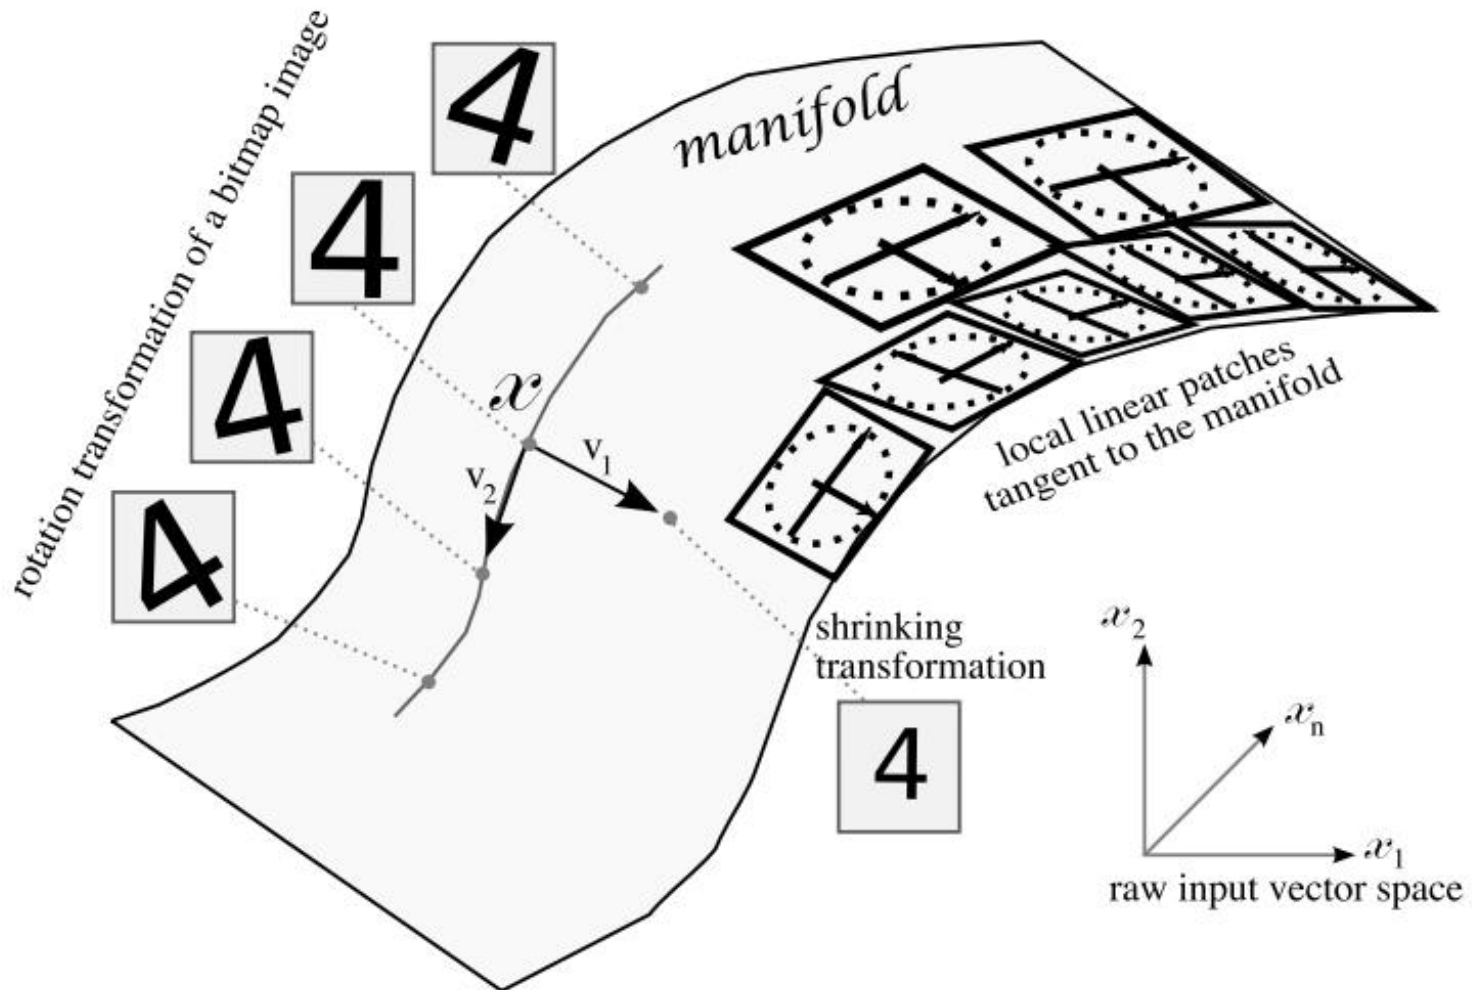 rotation transformation of a bitmap image
4
4
4
4
manifold
x
v1
v2
local linear patches
tangent to the manifold
shrinking
transformation
4
x2
xn
x1
raw input vector space